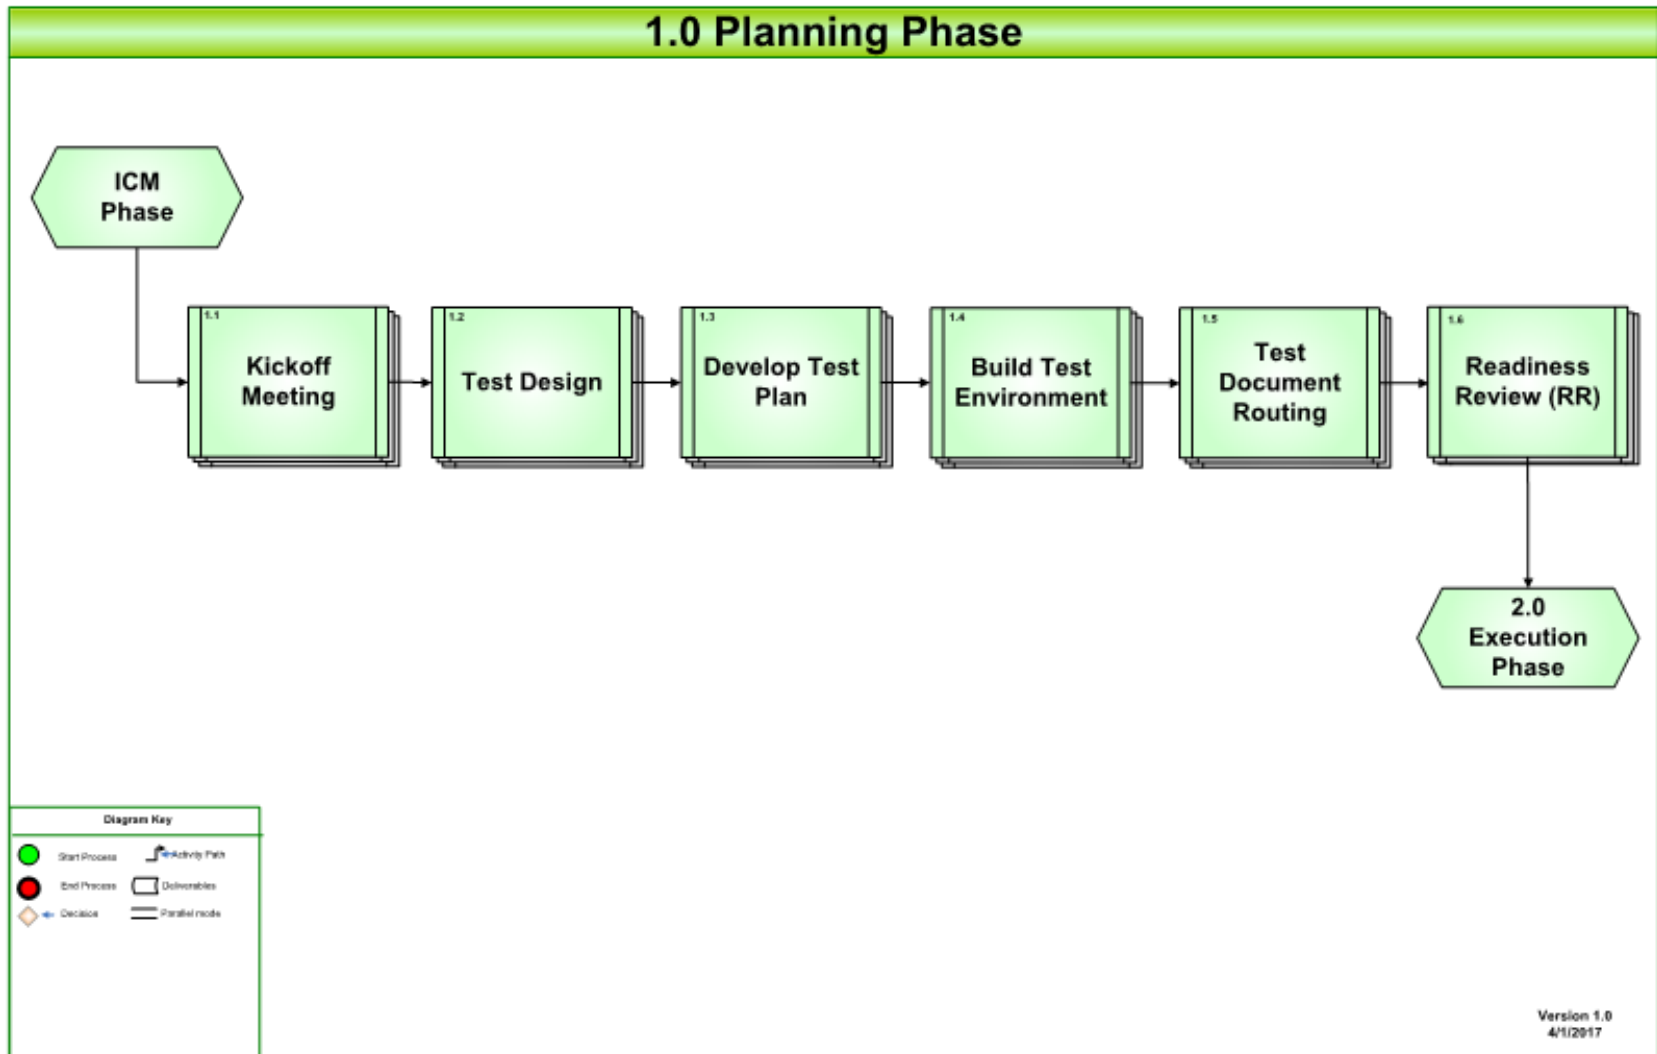 1.0 Planning Phase
ICM
Phase
1.1
Kickoff
Meeting
1.2
Test Design
1.3
Develop Test
Plan
1.4
Build Test
Environment
1.5
Test
Document
Routing
1.6
Readiness
Review (RR)
2.0
Execution
Phase
Diagram Key
Start Process
Activity Path
End Process
Deliverables
Decision
Parallel mode
Version 1.0
4/1/2017